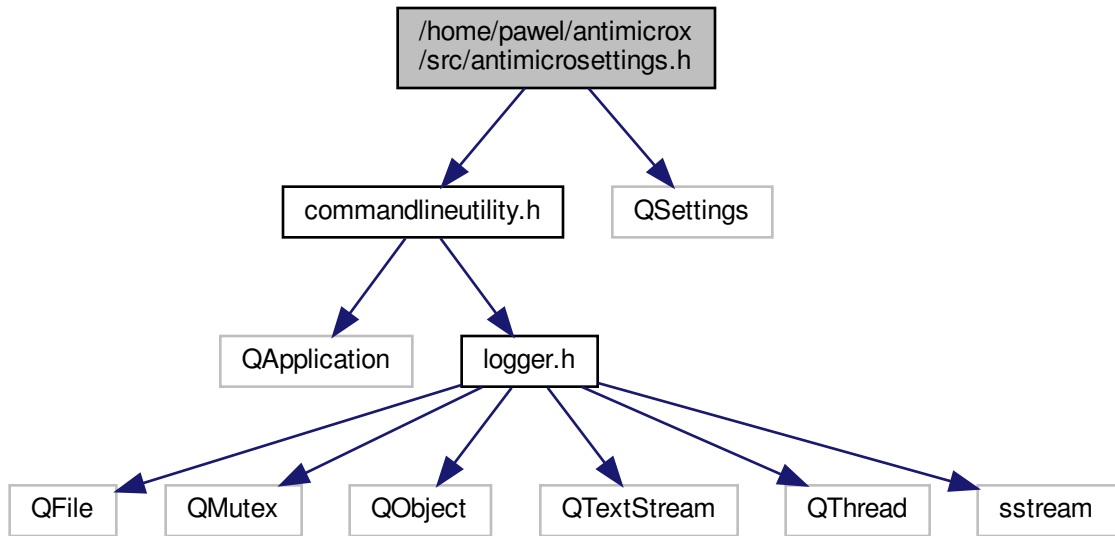 /home/pawel/antimicrox
/src/antimicrosettings.h
commandlineutility.h
QSettings
QApplication
logger.h
QFile
QMutex
QObject
QTextStream
QThread
sstream